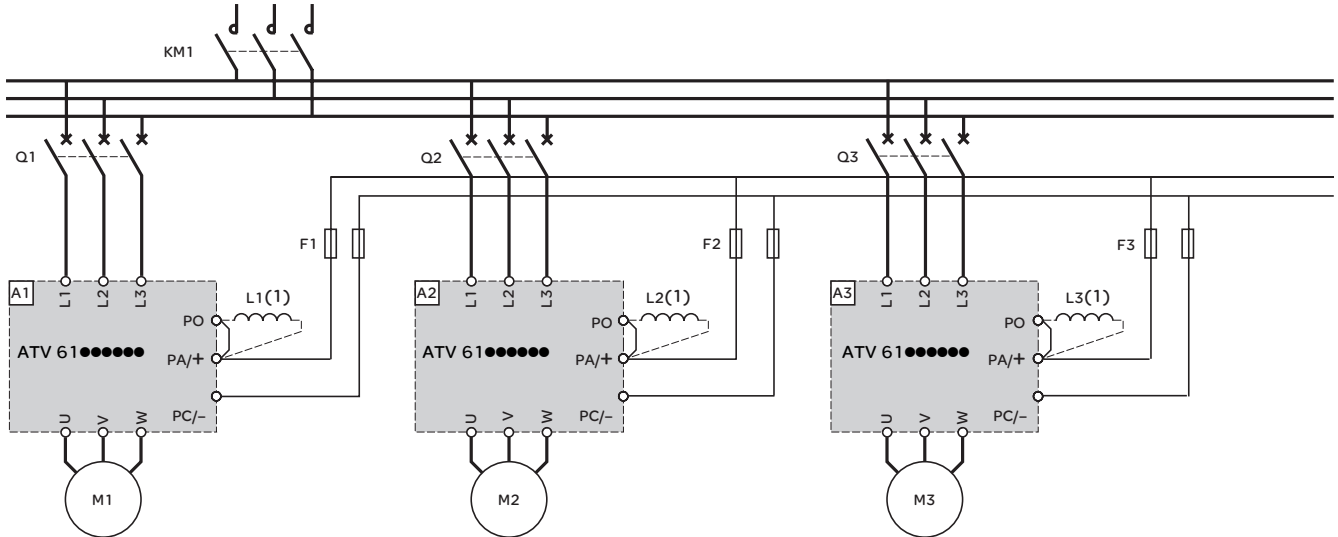 KM1
Q1
Q2
Q3
F1
F2
F3
A1
L1
L2
L3
L1(1)
PO
ATV 61●●●●●●
PA/+
PC/–
U
V
W
M1
A2
L1
L2
L3
L2(1)
PO
ATV 61●●●●●●
PA/+
PC/–
U
V
W
M2
A3
L1
L2
L3
L3(1)
PO
ATV 61●●●●●●
PA/+
PC/–
U
V
W
M3